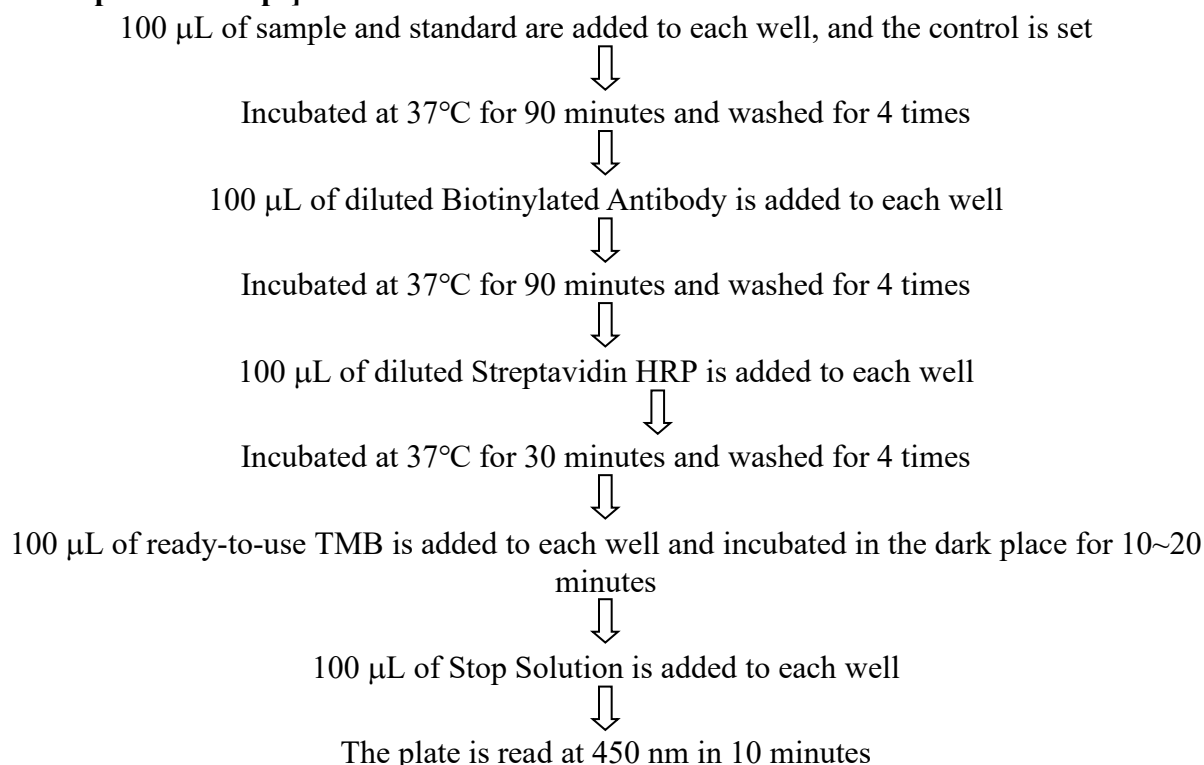 100 μL of sample and standard are added to each well, and the control is set
Incubated at 37℃ for 90 minutes and washed for 4 times
100 μL of diluted Biotinylated Antibody is added to each well
Incubated at 37℃ for 90 minutes and washed for 4 times
100 μL of diluted Streptavidin HRP is added to each well
Incubated at 37℃ for 30 minutes and washed for 4 times
100 μL of ready-to-use TMB is added to each well and incubated in the dark place for 10~20
minutes
100 μL of Stop Solution is added to each well
The plate is read at 450 nm in 10 minutes